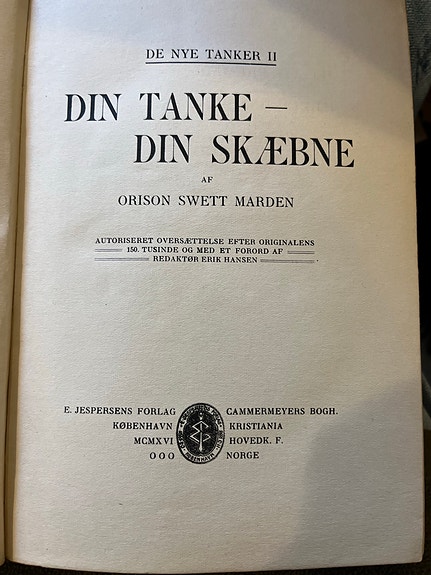 DE NYE TANKER II
DIN TANKE —
DIN SKÆBNE
AF
ORISON SWETT MARDEN
AUTORISERET OVERSÆTTELSE EFTER ORIGINALENS
150. TUSINDE OG MED ET FORORD AF
REDAKTØR ERIK HANSEN
E. JESPERSENS FORLAG
KØBENHAVN
MCMXVI
OOO
CAMMERMEYERS BOGH.
KRISTIANIA
HOVEDK. F.
NORGE